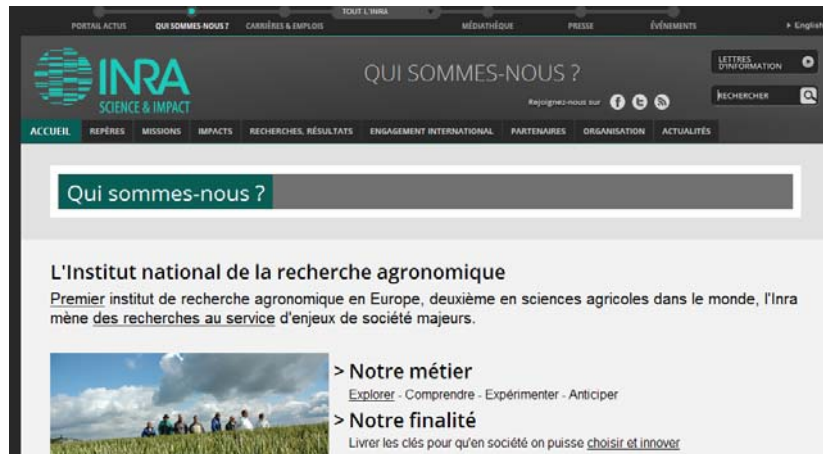 TOUT L'INRA
PORTAIL ACTUS QUI SOMMES-NOUS ? CARRIÈRES & EMPLOIS MÉDIATHÈQUE PRESSE ÉVÉNEMENTS English
INRA
SCIENCE & IMPACT
QUI SOMMES-NOUS ?
Rejoignez-nous sur
LETTRES
D'INFORMATION
RECHERCHER
ACCUEIL REPÈRES MISSIONS IMPACTS RECHERCHES, RÉSULTATS ENGAGEMENT INTERNATIONAL PARTENAIRES ORGANISATION ACTUALITÉS
Qui sommes-nous ?
L'Institut national de la recherche agronomique
Premier institut de recherche agronomique en Europe, deuxième en sciences agricoles dans le monde, l'Inra
mène des recherches au service d'enjeux de société majeurs.
> Notre métier
Explorer - Comprendre - Expérimenter - Anticiper
> Notre finalité
Livrer les clés pour qu'en société on puisse choisir et innover